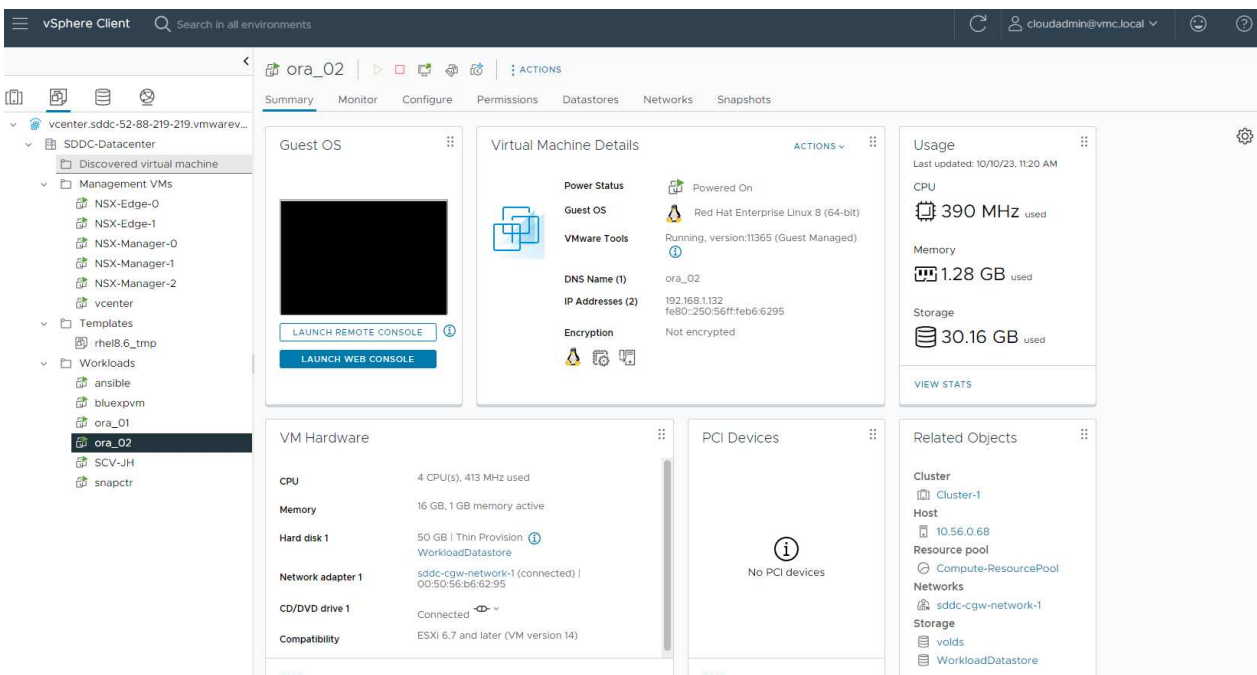 vSphere Client
Search in all environments
cloudadmin@vmc.local
vcenter.sddc-52-88-219-219.vmwarev...
SDDC-Datacenter
Discovered virtual machine
Management VMs
NSX-Edge-0
NSX-Edge-1
NSX-Manager-0
NSX-Manager-1
NSX-Manager-2
vcenter
Templates
rhel8.6_tmp
Workloads
ansible
bluexpvm
ora_01
ora_02
SCV-JH
snapctr
ora_02
ACTIONS
Summary Monitor Configure Permissions Datastores Networks Snapshots
Guest OS
LAUNCH REMOTE CONSOLE
LAUNCH WEB CONSOLE
Virtual Machine Details
ACTIONS
Power Status Powered On
Guest OS Red Hat Enterprise Linux 8 (64-bit)
VMware Tools Running, version:11365 (Guest Managed)
DNS Name (1) ora_02
IP Addresses (2) 192.168.1.132
fe80::250:56ff:feb6:6295
Encryption Not encrypted
Usage
Last updated: 10/10/23, 11:20 AM
CPU
390 MHz used
Memory
1.28 GB used
Storage
30.16 GB used
VIEW STATS
VM Hardware
CPU 4 CPU(s), 413 MHz used
Memory 16 GB, 1 GB memory active
Hard disk 1 50 GB | Thin Provision
WorkloadDatastore
Network adapter 1 sddc-cgw-network-1 (connected) |
00:50:56:b6:62:95
CD/DVD drive 1 Connected
Compatibility ESXi 6.7 and later (VM version 14)
PCI Devices
No PCI devices
Related Objects
Cluster
Cluster-1
Host
10.56.0.68
Resource pool
Compute-ResourcePool
Networks
sddc-cgw-network-1
Storage
volds
WorkloadDatastore